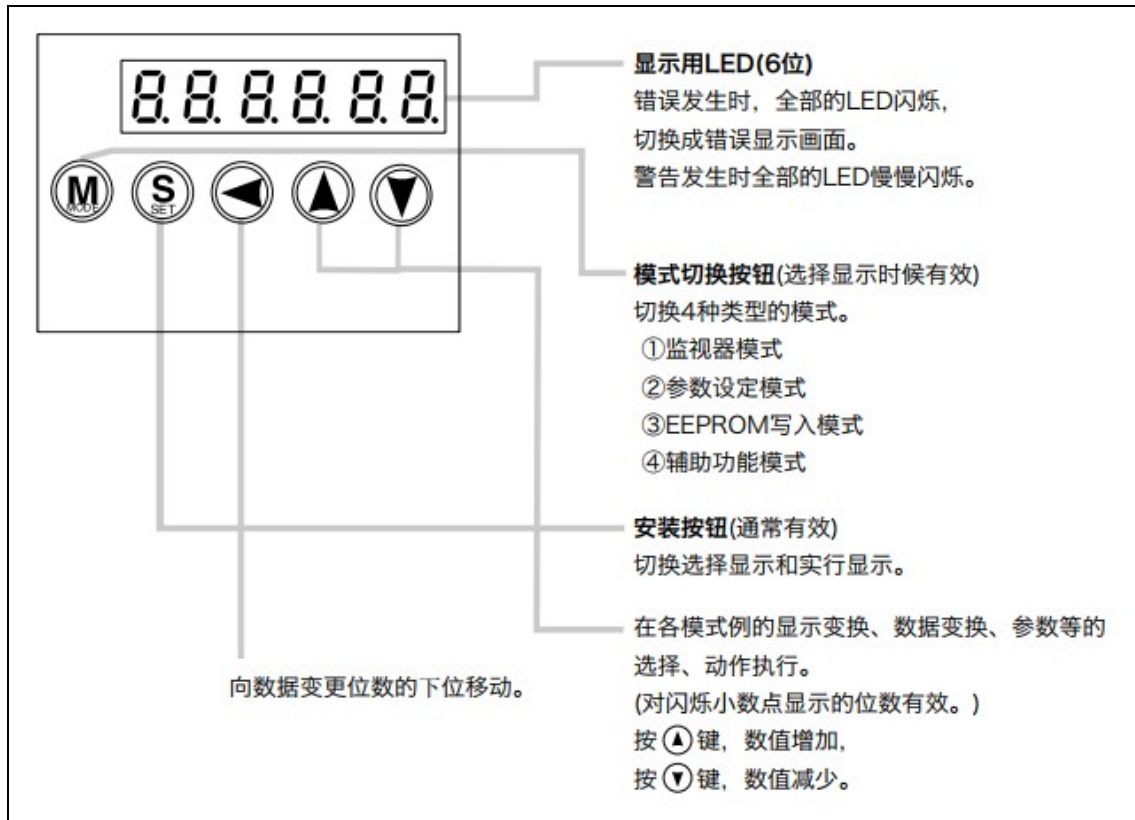 8.8.8.8.8.8.
M
MODE
S
SET
显示用LED(6位)
错误发生时，全部的LED闪烁，
切换成错误显示画面。
警告发生时全部的LED慢慢闪烁。
模式切换按钮(选择显示时候有效)
切换4种类型的模式。
①监视器模式
②参数设定模式
③EEPROM写入模式
④辅助功能模式
安装按钮(通常有效)
切换选择显示和实行显示。
在各模式例的显示变换、数据变换、参数等的
选择、动作执行。
(对闪烁小数点显示的位数有效。)
按▲键，数值增加，
按▼键，数值减少。
向数据变更位数的下位移动。